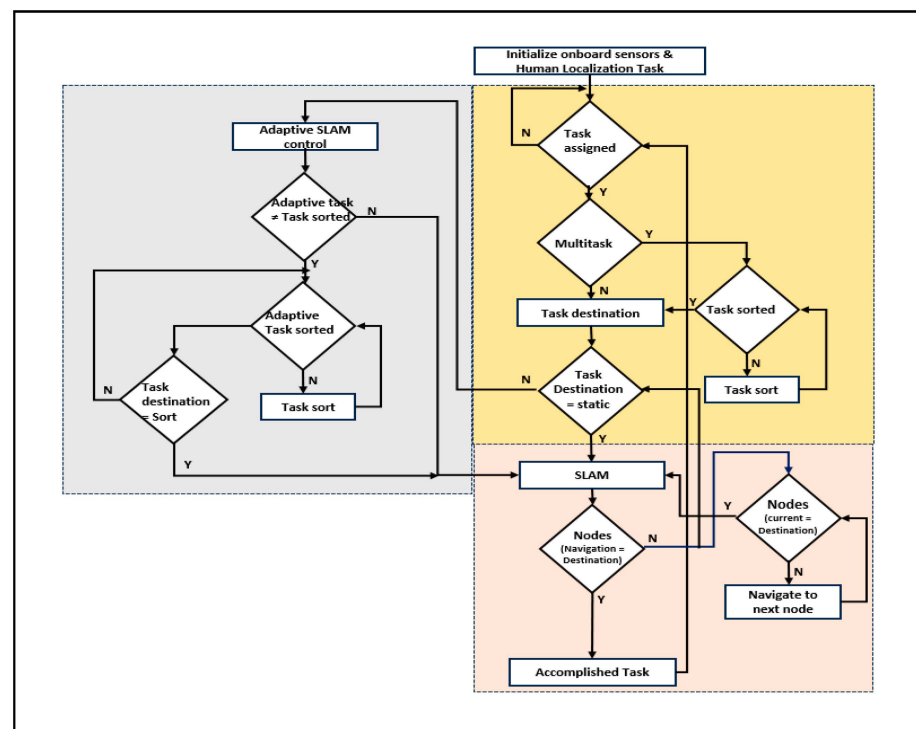 Initialize onboard sensors &
Human Localization Task
Adaptive SLAM
control
N
Task
assigned
Y
Adaptive task
≠ Task sorted
N
Y
Multitask
Y
N
Task destination
Y
Task sorted
N
Task sort
Adaptive
Task sorted
N
Task sort
N
Task
destination
= Sort
Y
N
Task
Destination
= static
Y
SLAM
Y
Nodes
(current =
Destination)
N
Navigate to
next node
Nodes
(Navigation =
Destination)
N
Y
Accomplished Task